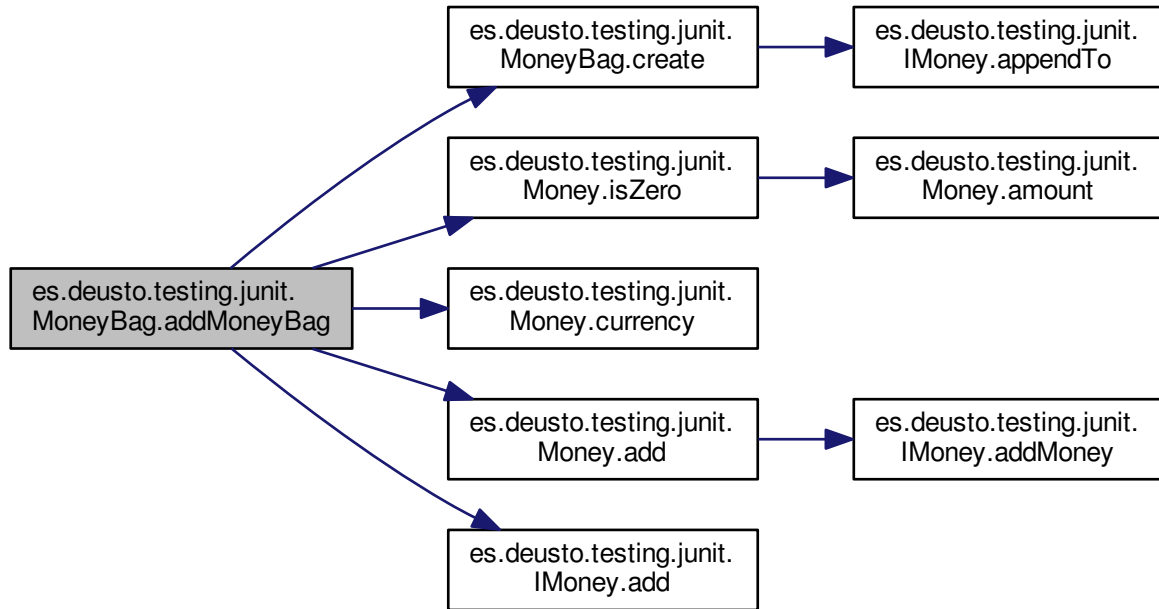 es.deusto.testing.junit.
MoneyBag.addMoneyBag
es.deusto.testing.junit.
MoneyBag.create
es.deusto.testing.junit.
IMoney.appendTo
es.deusto.testing.junit.
Money.isZero
es.deusto.testing.junit.
Money.amount
es.deusto.testing.junit.
Money.currency
es.deusto.testing.junit.
Money.add
es.deusto.testing.junit.
IMoney.addMoney
es.deusto.testing.junit.
IMoney.add